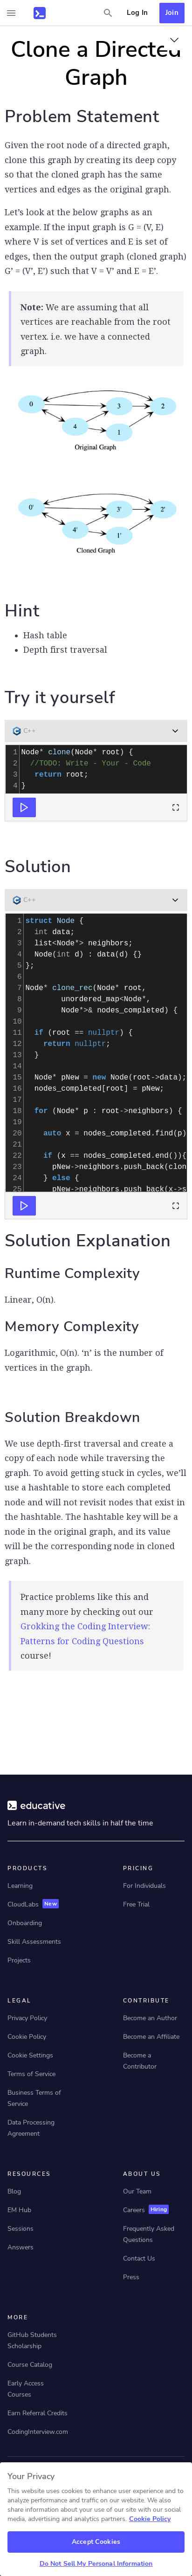 Log In
Join
Clone a Directed
Graph
Problem Statement
Given the root node of a directed graph,
clone this graph by creating its deep copy
so that the cloned graph has the same
vertices and edges as the original graph.
Let’s look at the below graphs as an
example. If the input graph is G = (V, E)
where V is set of vertices and E is set of
edges, then the output graph (cloned graph)
G’ = (V’, E’) such that V = V’ and E = E’.
Note: We are assuming that all
vertices are reachable from the root
vertex. i.e. we have a connected
graph.
0
3
2
4
1
Original Graph
0'
3'
2'
4'
1'
Cloned Graph
Hint
• Hash table
• Depth first traversal
Try it yourself
C++
1 Node* clone(Node* root) {
2 //TODO: Write - Your - Code
3 return root;
4 }
Solution
C++
1 struct Node {
2 int data;
3 list<Node*> neighbors;
4 Node(int d) : data(d) {}
5 };
6
7 Node* clone_rec(Node* root,
8 unordered_map<Node*,
9 Node*>& nodes_completed) {
10
11 if (root == nullptr) {
12 return nullptr;
13 }
14
15 Node* pNew = new Node(root->data);
16 nodes_completed[root] = pNew;
17
18 for (Node* p : root->neighbors) {
19
20 auto x = nodes_completed.find(p)
21
22 if (x == nodes_completed.end()){
23 pNew->neighbors.push_back(clon
24 } else {
25 pNew->neighbors.push_back(x->s
Solution Explanation
Runtime Complexity
Linear, O(n).
Memory Complexity
Logarithmic, O(n). ‘n’ is the number of
vertices in the graph.
Solution Breakdown
We use depth-first traversal and create a
copy of each node while traversing the
graph. To avoid getting stuck in cycles, we’ll
use a hashtable to store each completed
node and will not revisit nodes that exist in
the hashtable. The hashtable key will be a
node in the original graph, and its value
will be the corresponding node in cloned
graph.
Practice problems like this and
many more by checking out our
Grokking the Coding Interview:
Patterns for Coding Questions
course!
educative
Learn in-demand tech skills in half the time
PRODUCTS
Learning
CloudLabs New
Onboarding
Skill Assessments
Projects
PRICING
For Individuals
Free Trial
LEGAL
Privacy Policy
Cookie Policy
Cookie Settings
Terms of Service
Business Terms of
Service
Data Processing
Agreement
CONTRIBUTE
Become an Author
Become an Affiliate
Become a
Contributor
RESOURCES
Blog
EM Hub
Sessions
Answers
ABOUT US
Our Team
Careers Hiring
Frequently Asked
Questions
Contact Us
Press
MORE
GitHub Students
Scholarship
Course Catalog
Early Access
Courses
Earn Referral Credits
CodingInterview.com
Your Privacy
This website uses cookies to enhance user experience and to
analyze performance and traffic on our website. We also
share information about your use of our site with our social
media, advertising and analytics partners. Cookie Policy
Accept Cookies
Do Not Sell My Personal Information